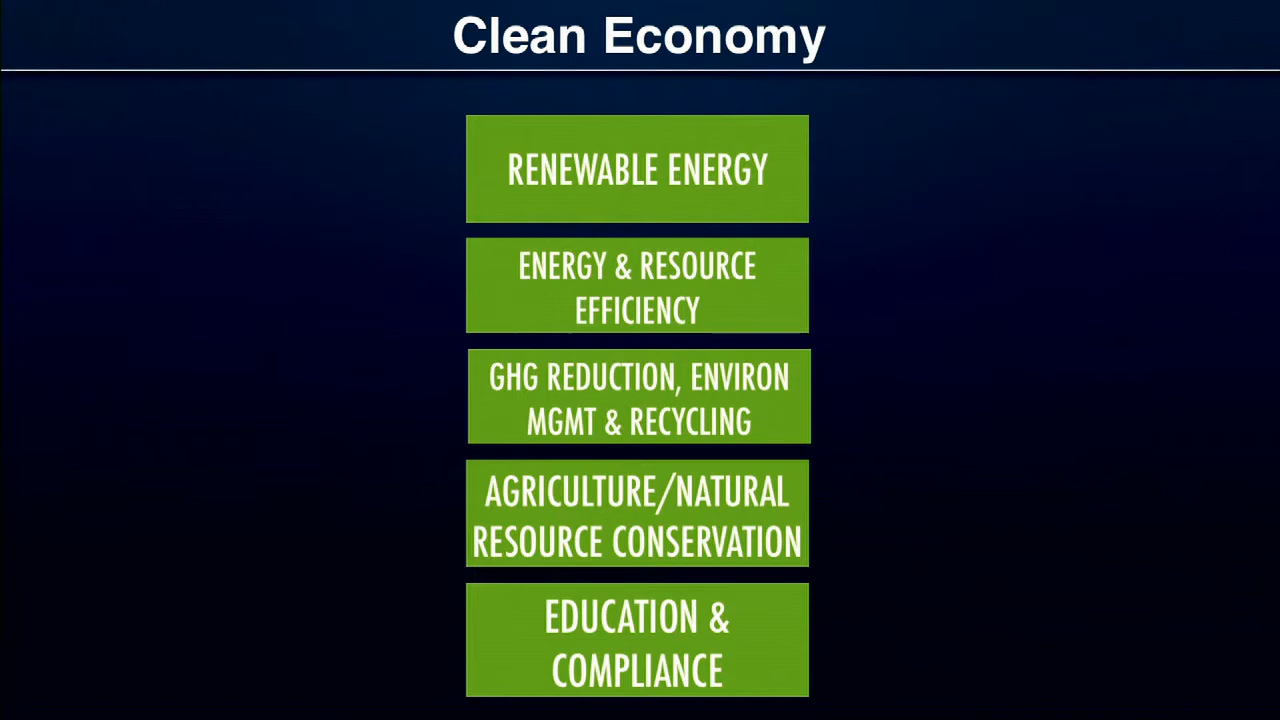 Clean Economy
RENEWABLE ENERGY
ENERGY & RESOURCE
EFFICIENCY
GHG REDUCTION, ENVIRON
MGMT & RECYCLING
AGRICULTURE/NATURAL
RESOURCE CONSERVATION
EDUCATION &
COMPLIANCE